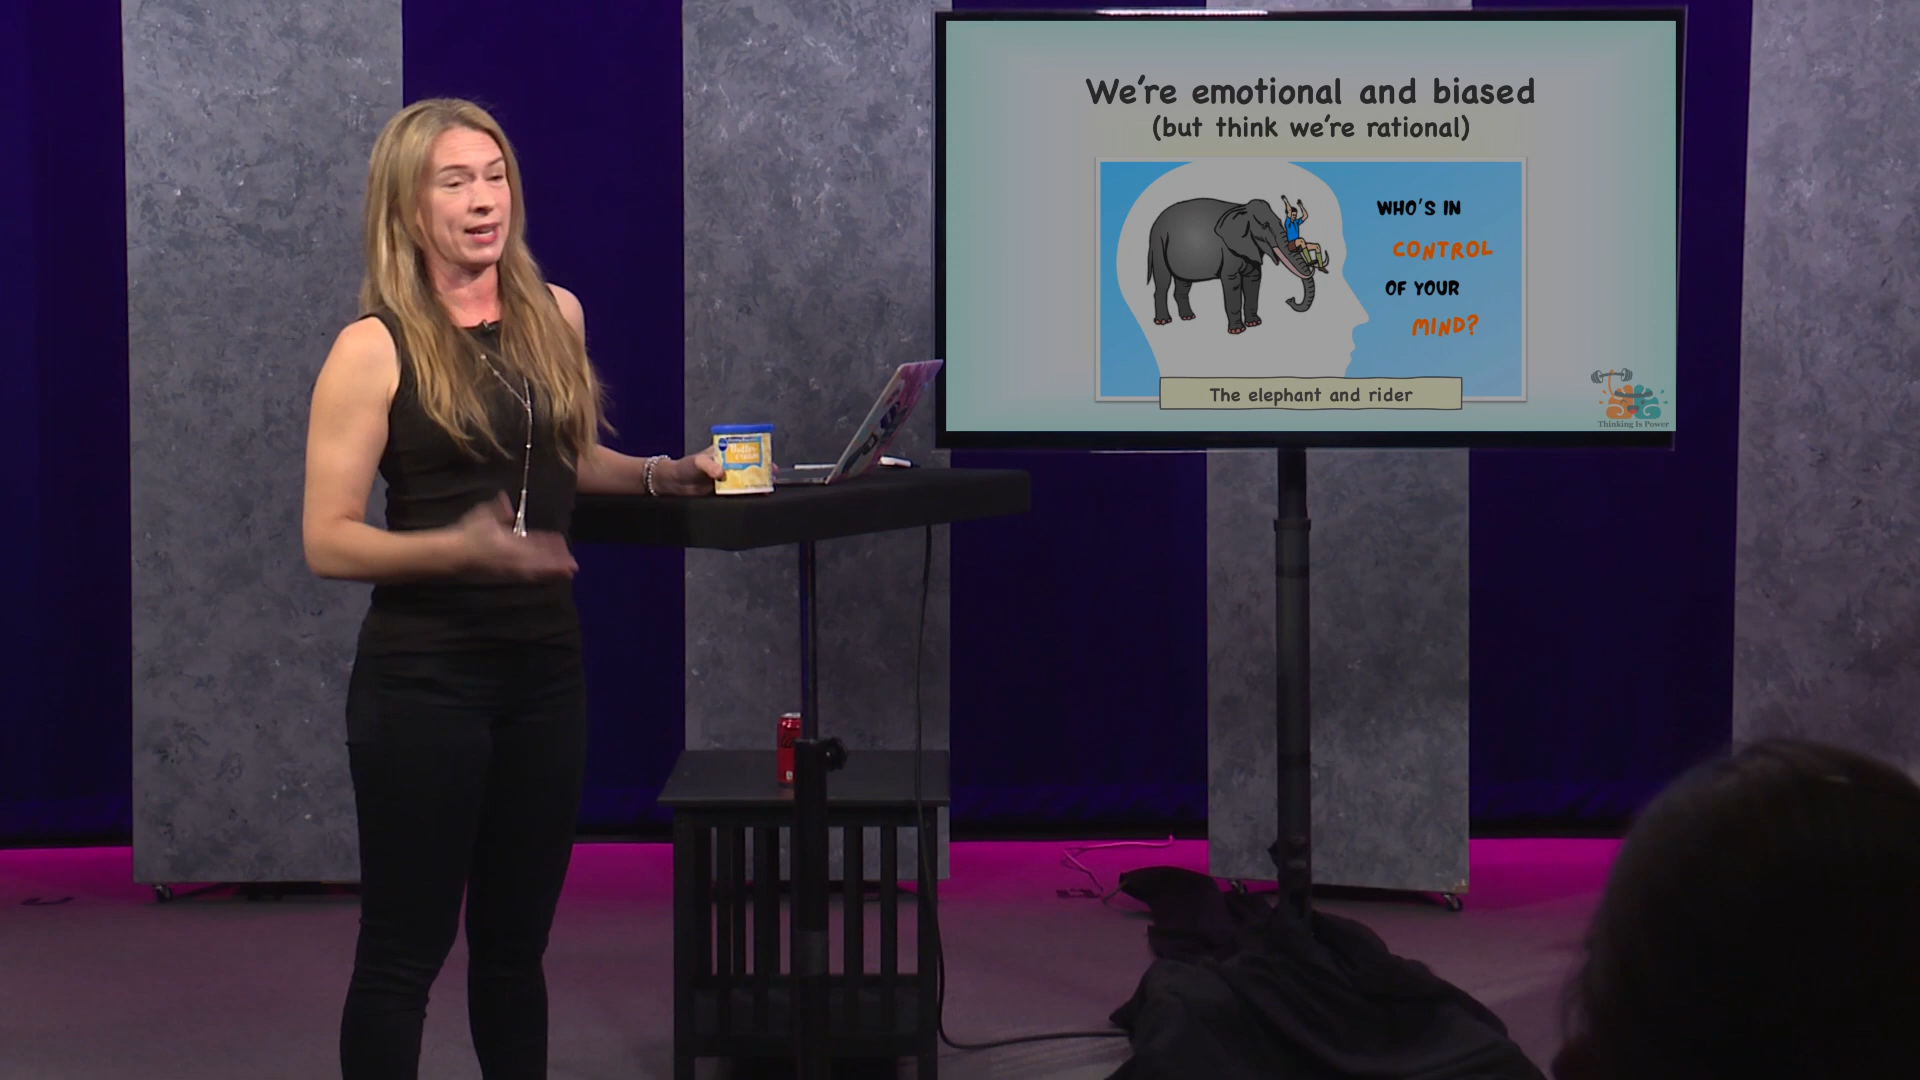 We're emotional and biased
(but think we're rational)
WHO'S IN
CONTROL
OF YOUR
MIND?
The elephant and rider
Thinking Is Power